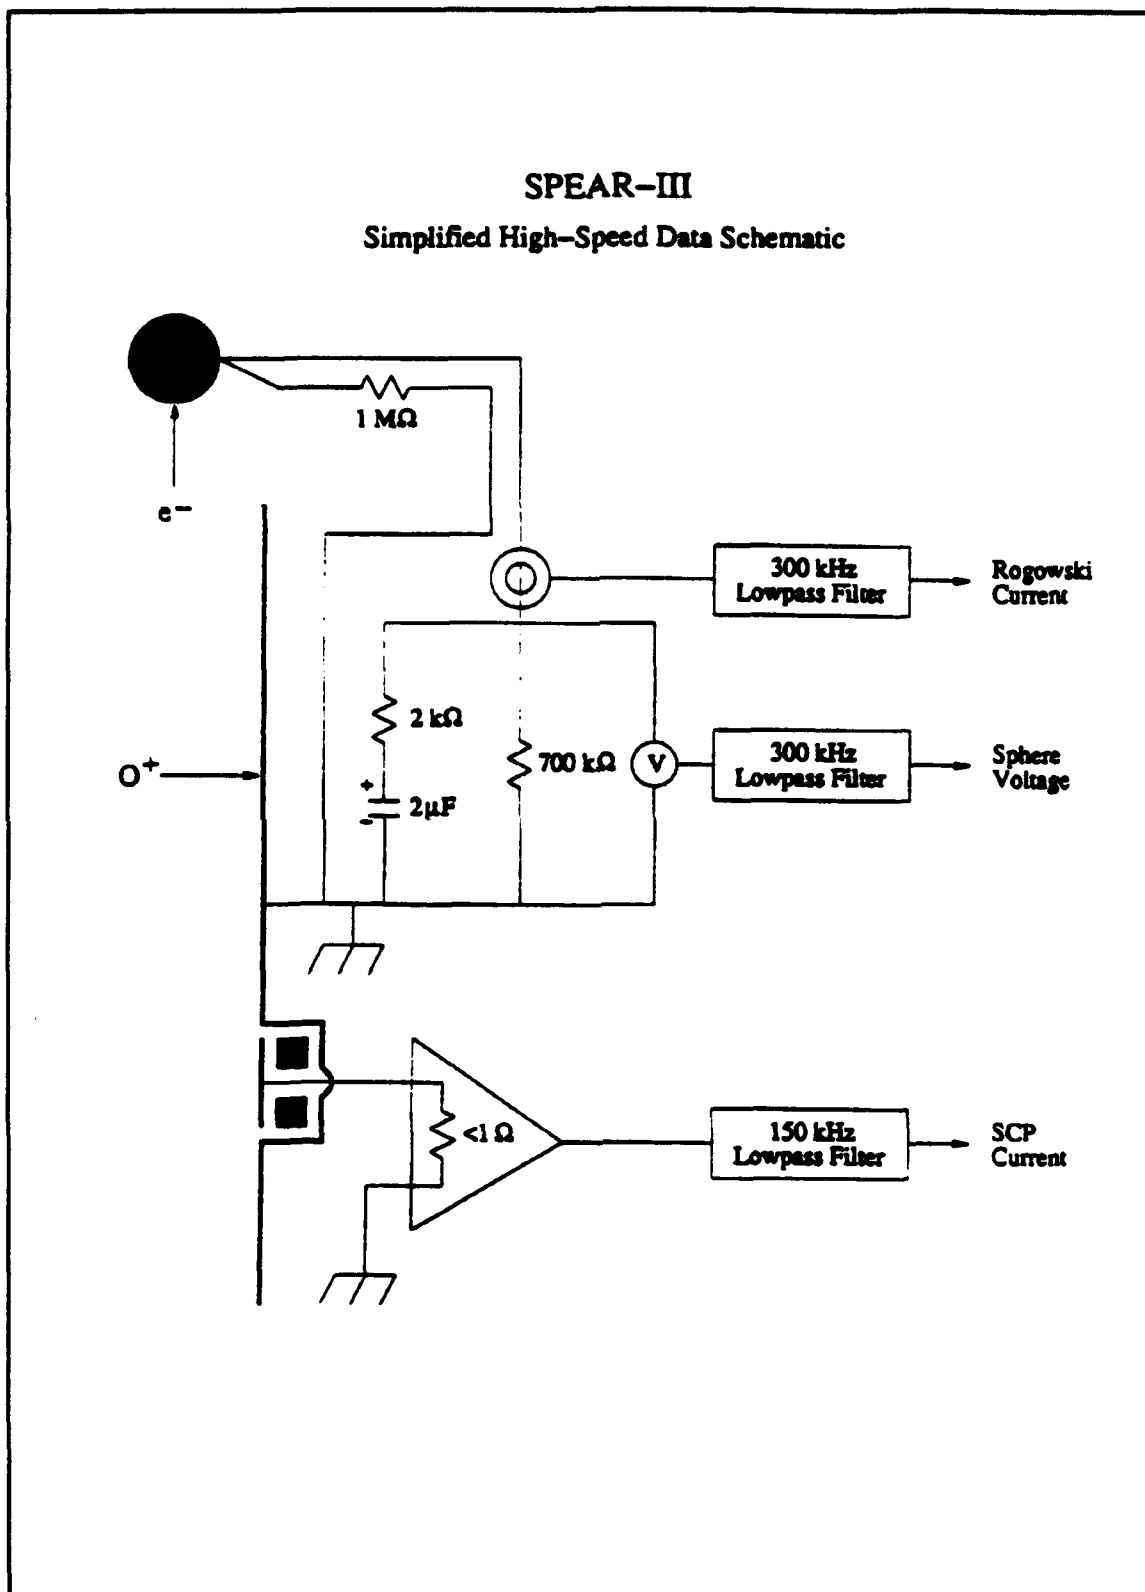 SPEAR–III
Simplified High–Speed Data Schematic
1 MΩ
e−
300 kHz
Lowpass Filter
Rogowski
Current
2 kΩ
O+
+
700 kΩ
V
300 kHz
Lowpass Filter
Sphere
Voltage
-
2µF
<1 Ω
150 kHz
Lowpass Filter
SCP
Current